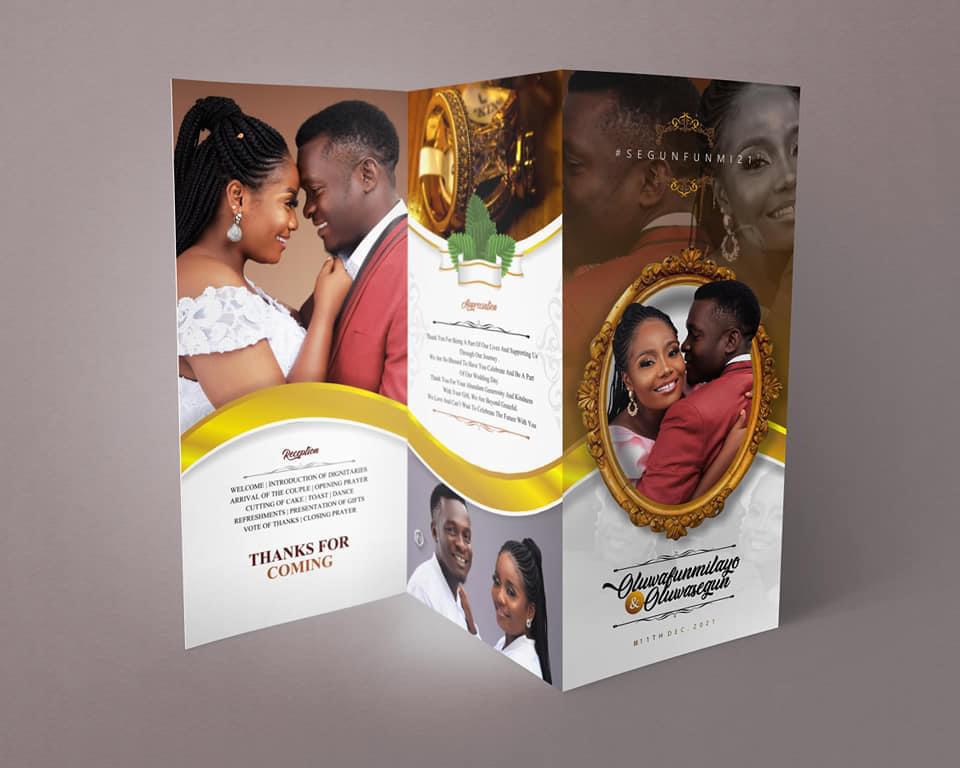 Reception
WELCOME | INTRODUCTION OF DIGNITARIES
ARRIVAL OF THE COUPLE | OPENING PRAYER
CUTTING OF CAKE | TOAST | DANCE
REFRESHMENTS | PRESENTATION OF GIFTS
VOTE OF THANKS | CLOSING PRAYER
THANKS FOR
COMING
Appreciation
Thank You For Being A Part Of Our Lives And Supporting Us
Through Our Journey .
We Are So Blessed To Have You Celebrate And Be A Part
Of Our Wedding Day.
Thank You For Your Abundant Generosity And Kindness
With Your Gift, We Are Beyond Grateful.
We Love And Can't Wait To Celebrate The Future With You
#SEGUNFUNMI21
Oluwafunmilayo
& Oluwasegun
11TH DEC, 2021